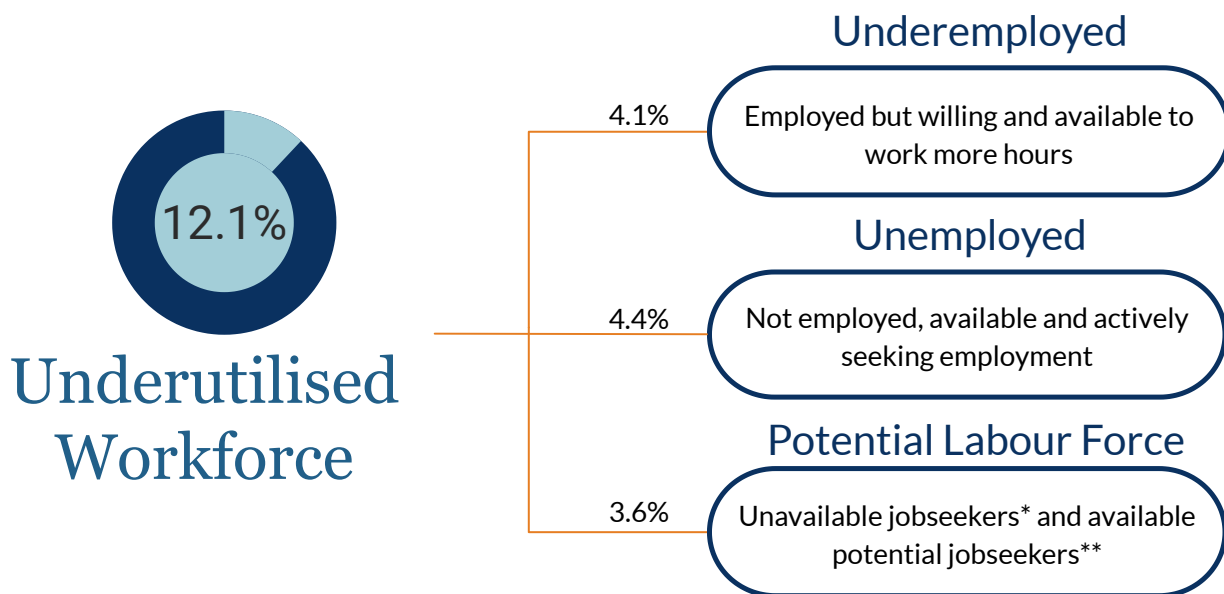 12.1%
Underutilised
Workforce
Underemployed
4.1%
Employed but willing and available to
work more hours
Unemployed
4.4%
Not employed, available and actively
seeking employment
Potential Labour Force
3.6%
Unavailable jobseekers* and available
potential jobseekers**